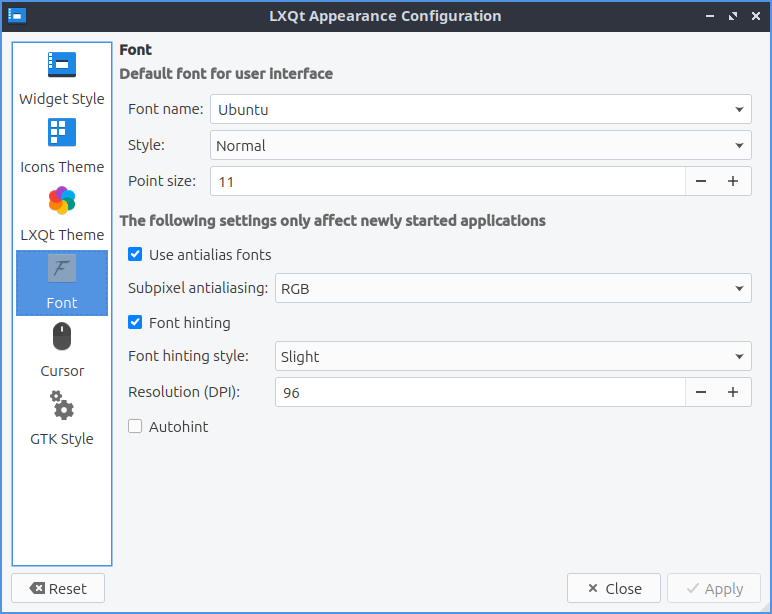 LXQt Appearance Configuration
Widget Style
Icons Theme
LXQt Theme
Font
Cursor
GTK Style
Font
Default font for user interface
Font name: Ubuntu
Style: Normal
Point size: 11
The following settings only affect newly started applications
Use antialias fonts
Subpixel antialiasing: RGB
Font hinting
Font hinting style: Slight
Resolution (DPI): 96
Autohint
Reset
Close
Apply